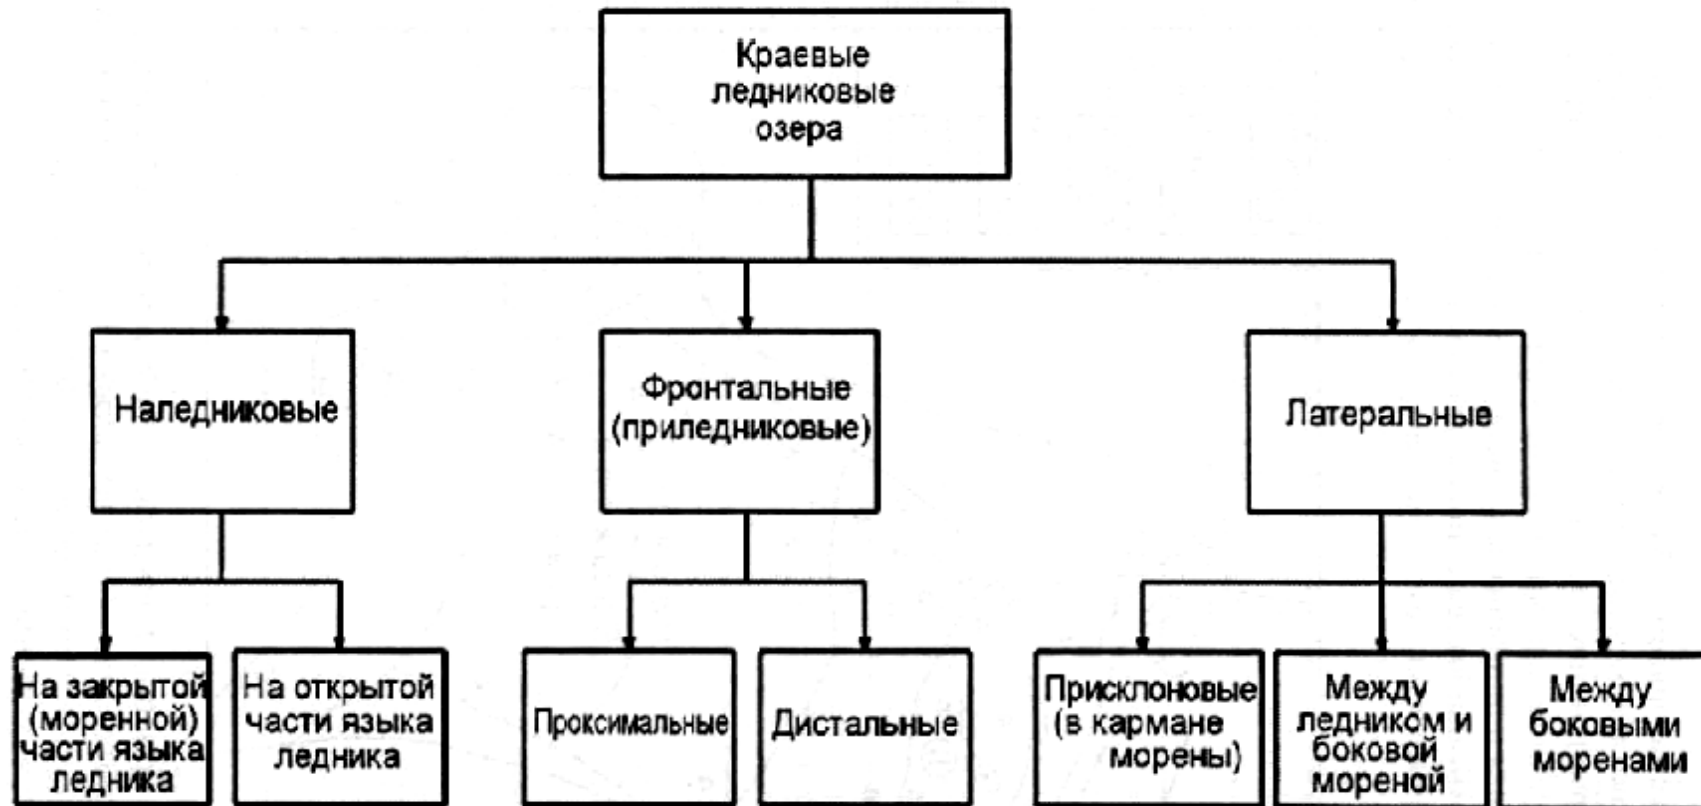 Краевые
ледниковые
озера
Наледниковые
Фронтальные
(приледниковые)
Латеральные
На закрытой
(моренной)
части языка
ледника
На открытой
части языка
ледника
Проксимальные
Дистальные
Присклоновые
(в кармане
морены)
Между
ледником и
боковой
мореной
Между
боковыми
моренами